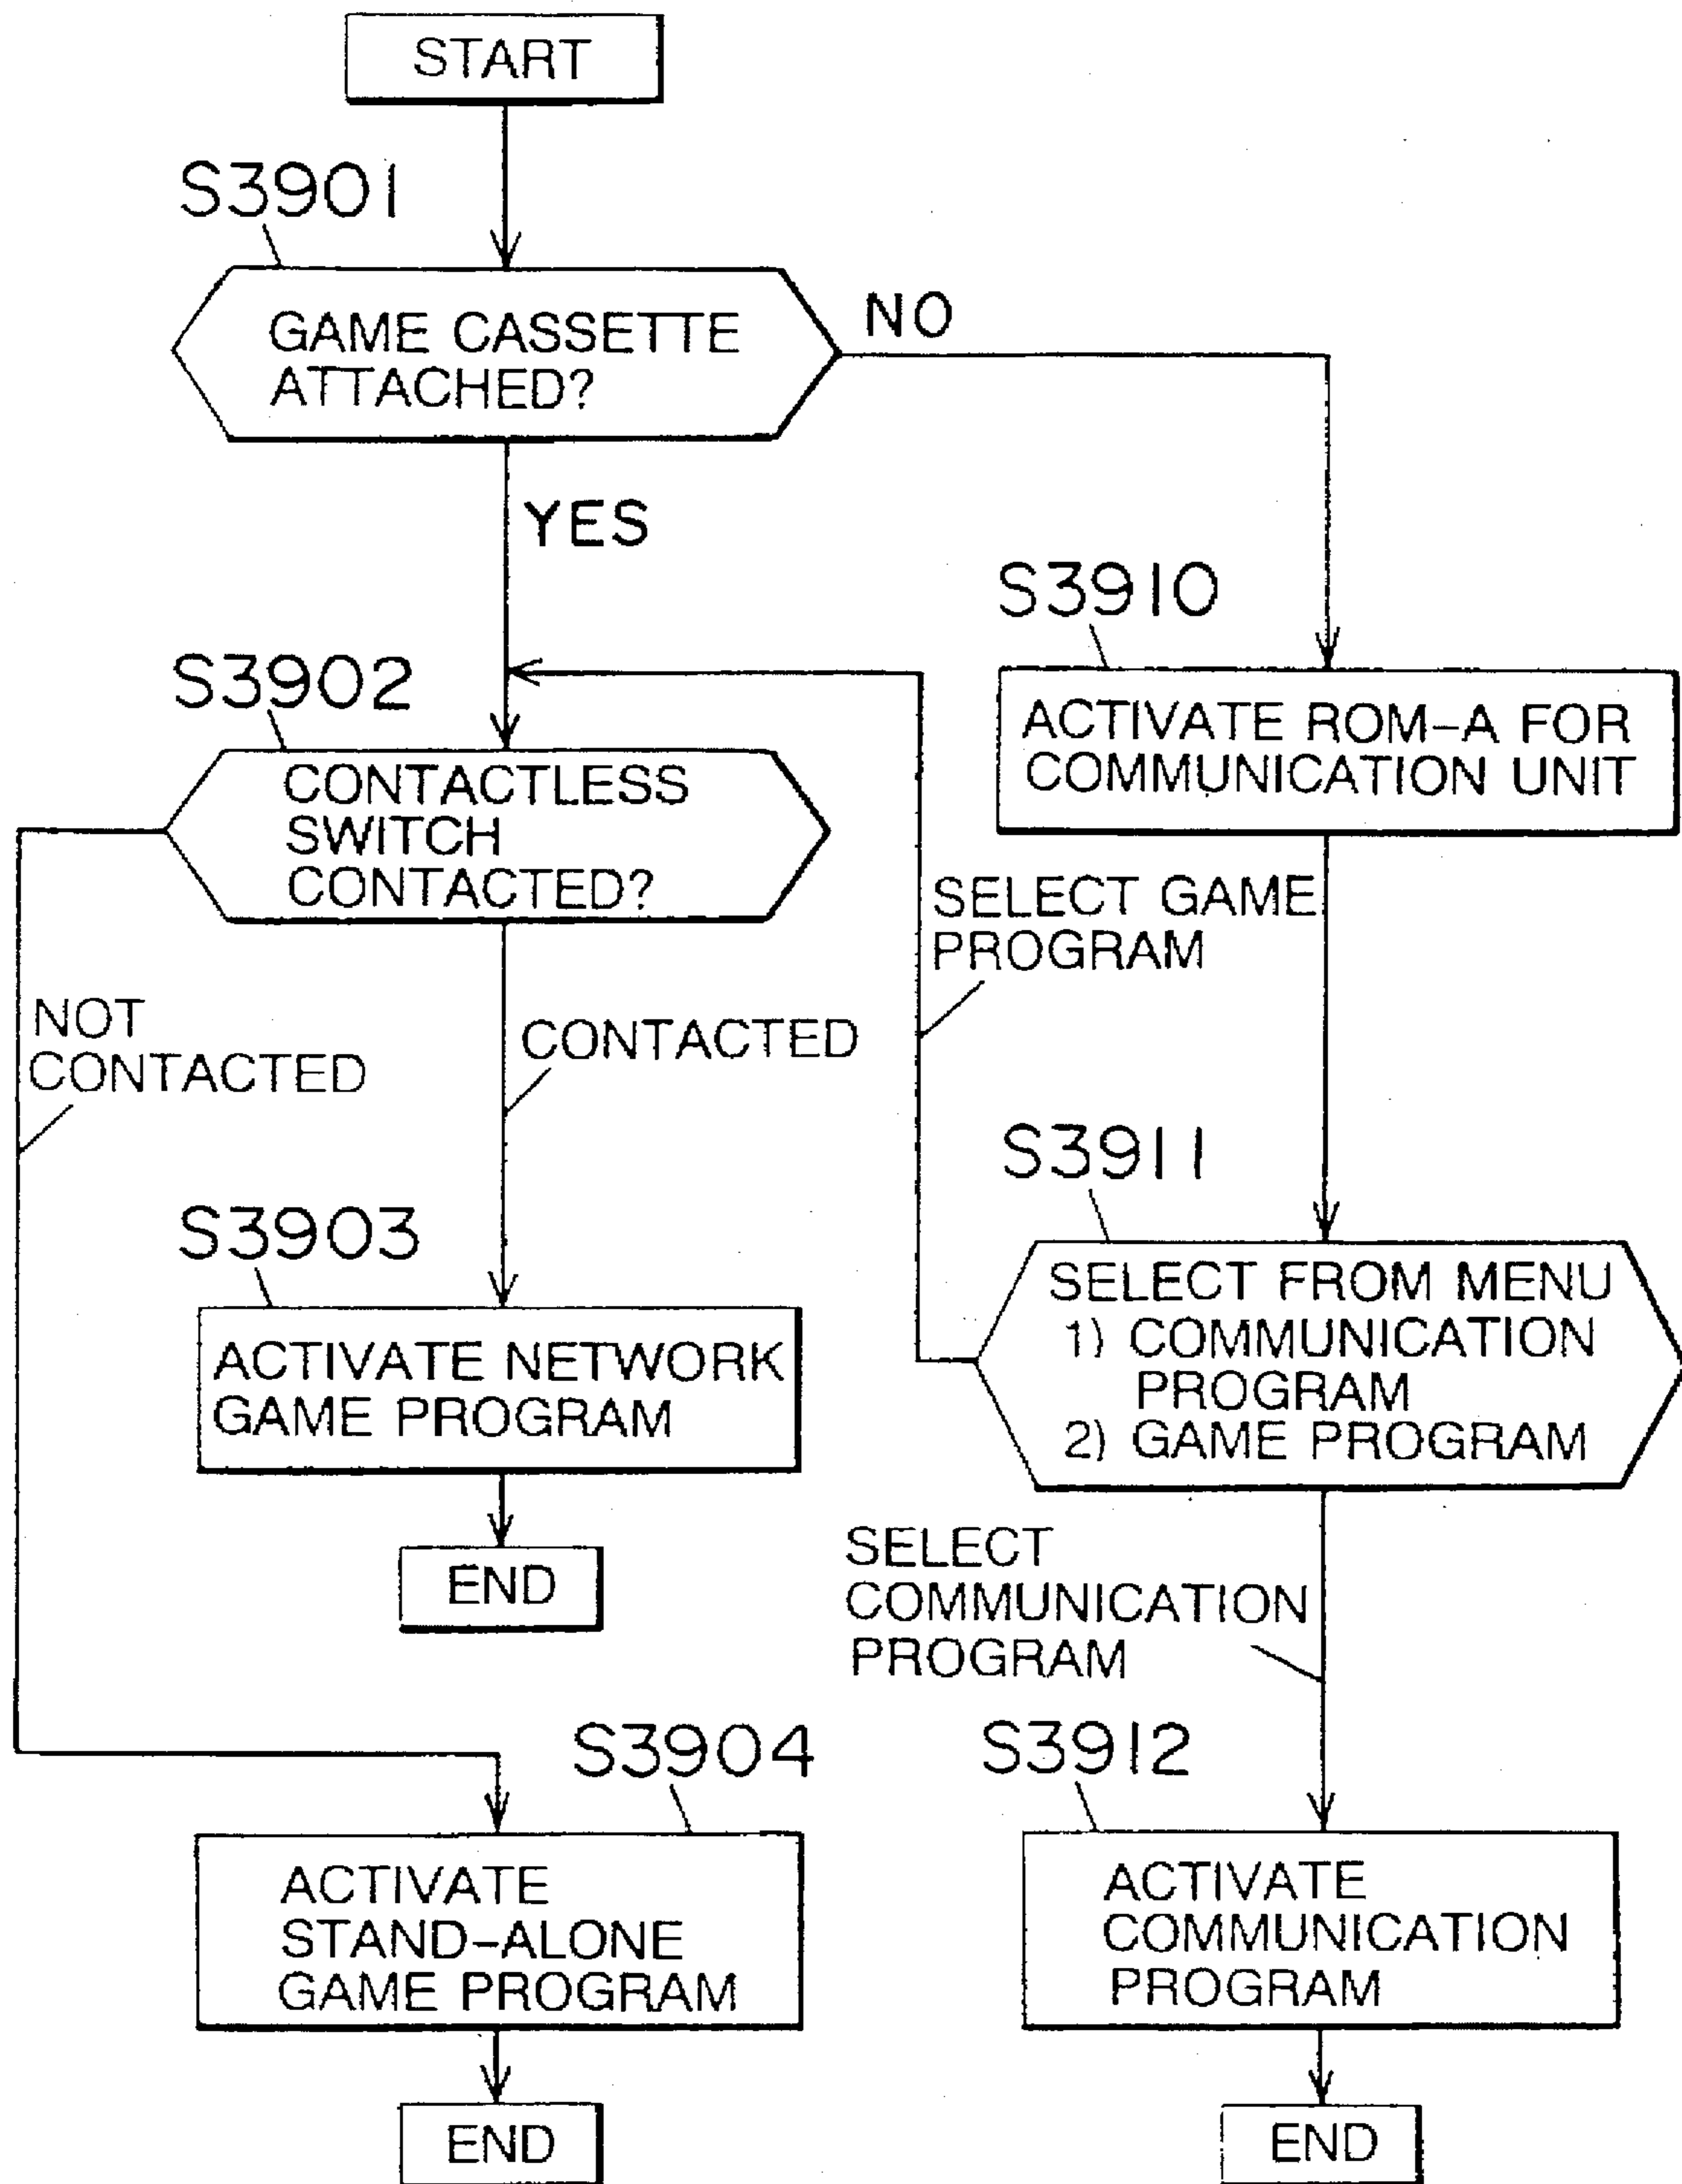 START
S3901
GAME CASSETTE
ATTACHED?
NO
YES
S3910
ACTIVATE ROM-A FOR
COMMUNICATION UNIT
S3902
CONTACTLESS
SWITCH
CONTACTED?
SELECT GAME
PROGRAM
NOT
CONTACTED
CONTACTED
S3911
SELECT FROM MENU
1) COMMUNICATION
PROGRAM
2) GAME PROGRAM
S3903
ACTIVATE NETWORK
GAME PROGRAM
END
SELECT
COMMUNICATION
PROGRAM
S3904
ACTIVATE
STAND-ALONE
GAME PROGRAM
END
S3912
ACTIVATE
COMMUNICATION
PROGRAM
END